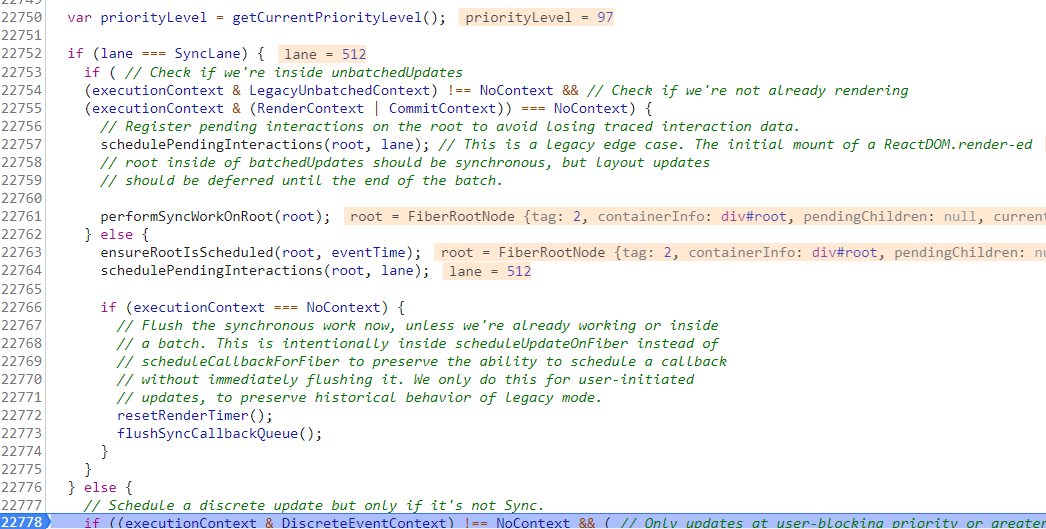 22750 var priorityLevel = getCurrentPriorityLevel(); priorityLevel = 97
22751
22752 if (lane === SyncLane) { lane = 512
22753 if ( // Check if we're inside unbatchedUpdates
22754 (executionContext & LegacyUnbatchedContext) !== NoContext && // Check if we're not already rendering
22755 (executionContext & (RenderContext | CommitContext)) === NoContext) {
22756 // Register pending interactions on the root to avoid losing traced interaction data.
22757 schedulePendingInteractions(root, lane); // This is a legacy edge case. The initial mount of a ReactDOM.render-ed
22758 // root inside of batchedUpdates should be synchronous, but layout updates
22759 // should be deferred until the end of the batch.
22760
22761 performSyncWorkOnRoot(root); root = FiberRootNode {tag: 2, containerInfo: div#root, pendingChildren: null, current
22762 } else {
22763 ensureRootIsScheduled(root, eventTime); root = FiberRootNode {tag: 2, containerInfo: div#root, pendingChildren: nu
22764 schedulePendingInteractions(root, lane); lane = 512
22765
22766 if (executionContext === NoContext) {
22767 // Flush the synchronous work now, unless we're already working or inside
22768 // a batch. This is intentionally inside scheduleUpdateOnFiber instead of
22769 // scheduleCallbackForFiber to preserve the ability to schedule a callback
22770 // without immediately flushing it. We only do this for user-initiated
22771 // updates, to preserve historical behavior of legacy mode.
22772 resetRenderTimer();
22773 flushSyncCallbackQueue();
22774 }
22775 }
22776 } else {
22777 // Schedule a discrete update but only if it's not Sync.
22778 if ((executionContext & DiscreteEventContext) !== NoContext && ( // Only updates at user-blocking priority or greater